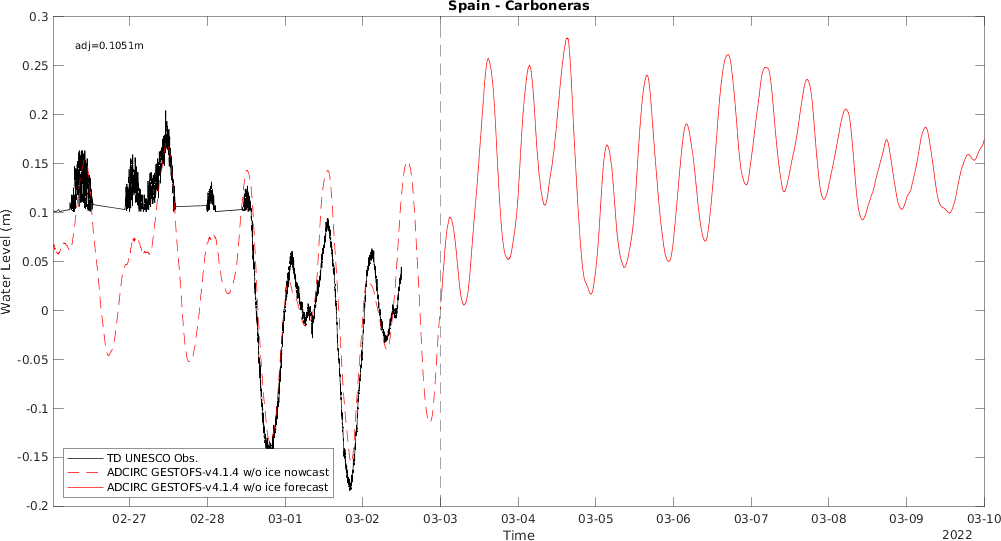 Spain - Carboneras
adj=0.1051m
0.3
0.25
0.2
0.15
0.1
0.05
0
-0.05
-0.1
-0.15
-0.2
Water Level (m)
TD UNESCO Obs.
ADCIRC GESTOFS-v4.1.4 w/o ice nowcast
ADCIRC GESTOFS-v4.1.4 w/o ice forecast
02-27 02-28 03-01 03-02 03-03 03-04 03-05 03-06 03-07 03-08 03-09 03-10
Time
2022